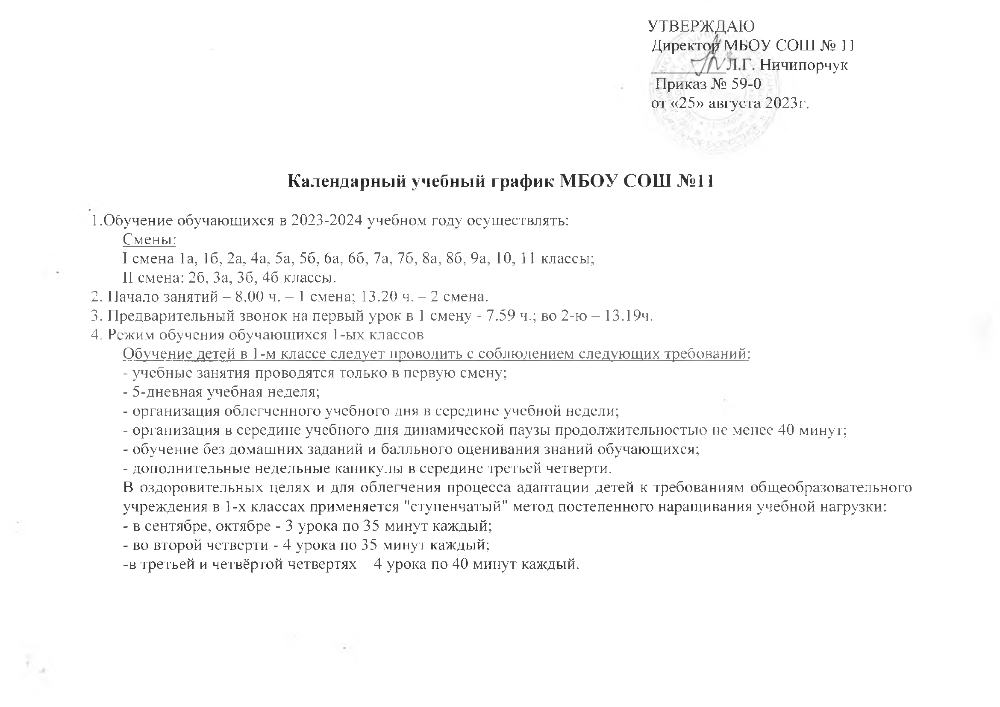 УТВЕРЖДАЮ
Директор МБОУ СОШ № 11
Л.Г. Ничипорчук
Приказ № 59-0
от «25» августа 2023г.
Календарный учебный график МБОУ СОШ №11
1.Обучение обучающихся в 2023-2024 учебном году осуществлять:
Смены:
I смена 1а, 1б, 2а, 4а, 5а, 5б, 6а, 6б, 7а, 7б, 8а, 8б, 9а, 10, 11 классы;
II смена: 2б, 3а, 3б, 4б классы.
2. Начало занятий – 8.00 ч. – 1 смена; 13.20 ч. – 2 смена.
3. Предварительный звонок на первый урок в 1 смену - 7.59 ч.; во 2-ю – 13.19ч.
4. Режим обучения обучающихся 1-ых классов
Обучение детей в 1-м классе следует проводить с соблюдением следующих требований:
- учебные занятия проводятся только в первую смену;
- 5-дневная учебная неделя;
- организация облегченного учебного дня в середине учебной недели;
- организация в середине учебного дня динамической паузы продолжительностью не менее 40 минут;
- обучение без домашних заданий и балльного оценивания знаний обучающихся;
- дополнительные недельные каникулы в середине третьей четверти.
В оздоровительных целях и для облегчения процесса адаптации детей к требованиям общеобразовательного
учреждения в 1-х классах применяется "ступенчатый" метод постепенного наращивания учебной нагрузки:
- в сентябре, октябре - 3 урока по 35 минут каждый;
- во второй четверти - 4 урока по 35 минут каждый;
-в третьей и четвёртой четвертях – 4 урока по 40 минут каждый.